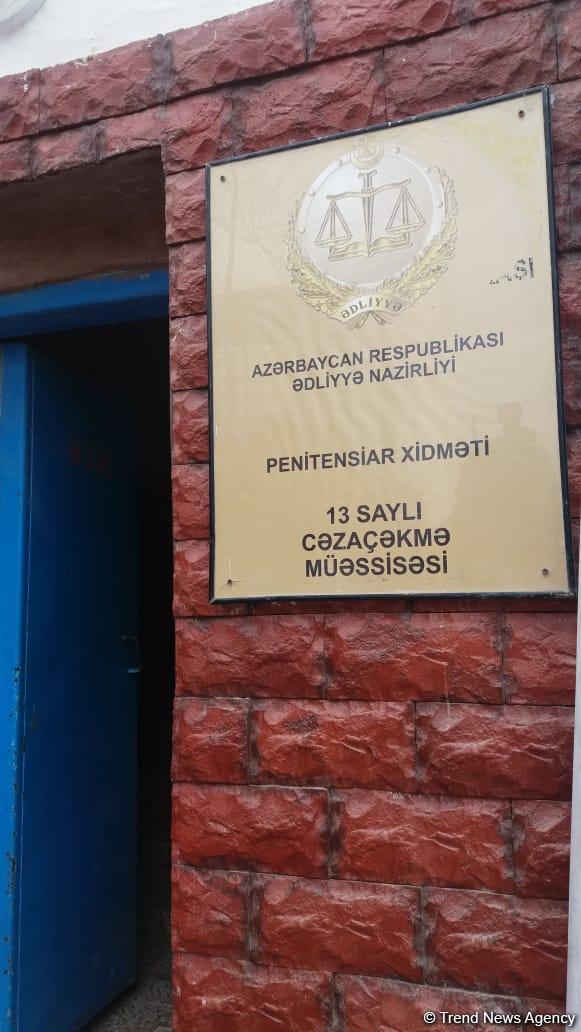 ƏDLİYYƏ
AZƏRBAYCAN RESPUBLİKASI
ƏDLİYYƏ NAZİRLİYİ
PENİTENSİAR XİDMƏTİ
13 SAYLI
CƏZAÇƏKMƏ
MÜƏSSİSƏSİ
© Trend News Agency